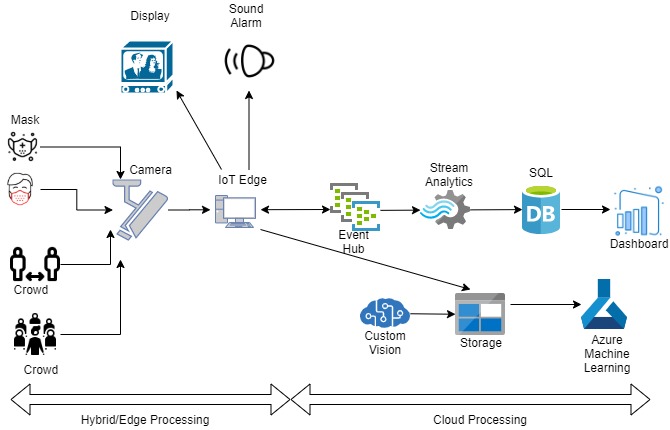 Display
Sound
Alarm
Mask
Camera
IoT Edge
Stream
Analytics
SQL
DB
Event
Hub
Dashboard
Crowd
Custom
Vision
Storage
Azure
Machine
Learning
Crowd
Hybrid/Edge Processing
Cloud Processing